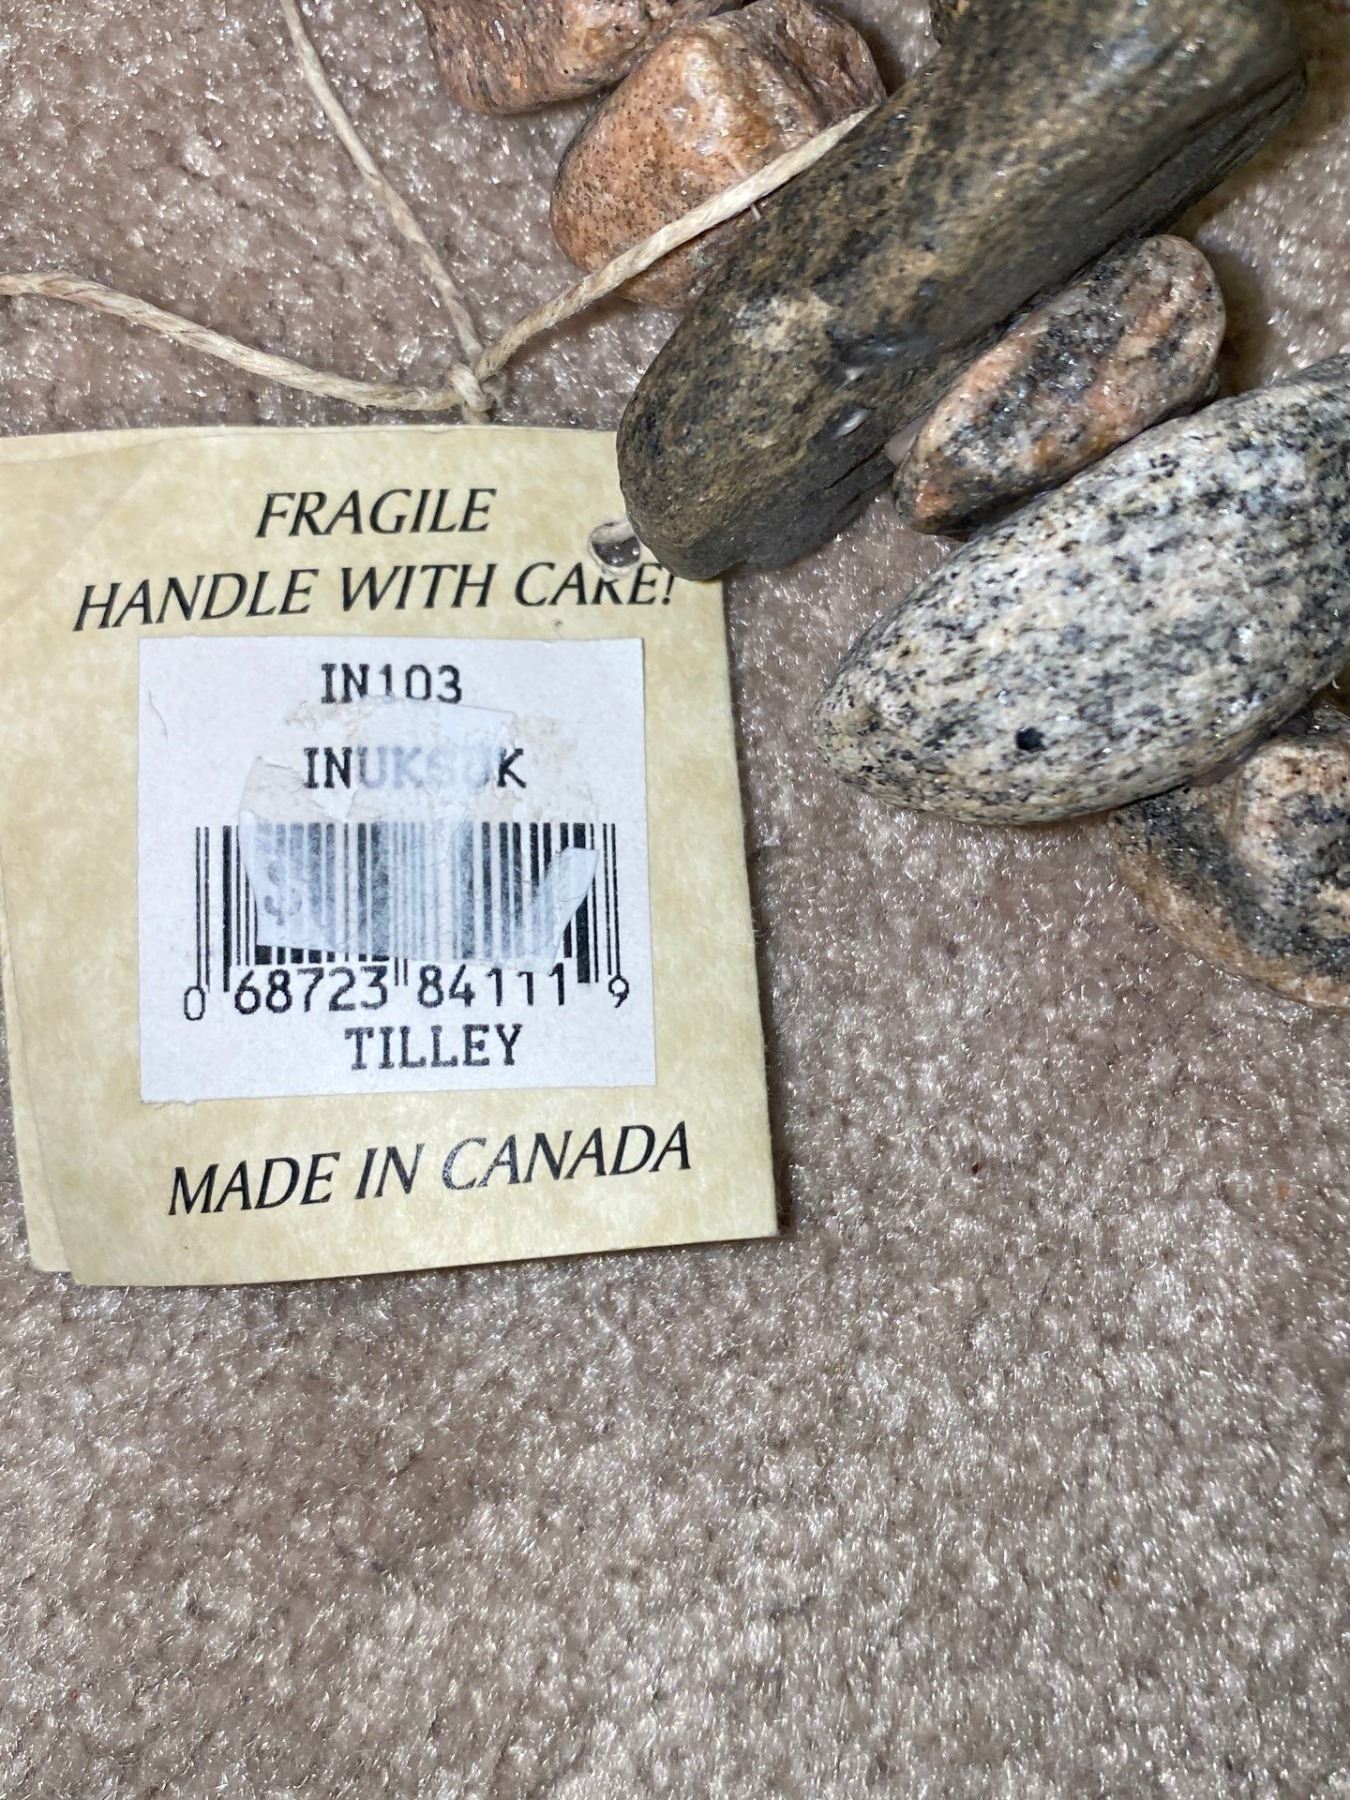 FRAGILE
HANDLE WITH CARE!
IN103
INUKSUK
0 68723 84111 9
TILLEY
MADE IN CANADA